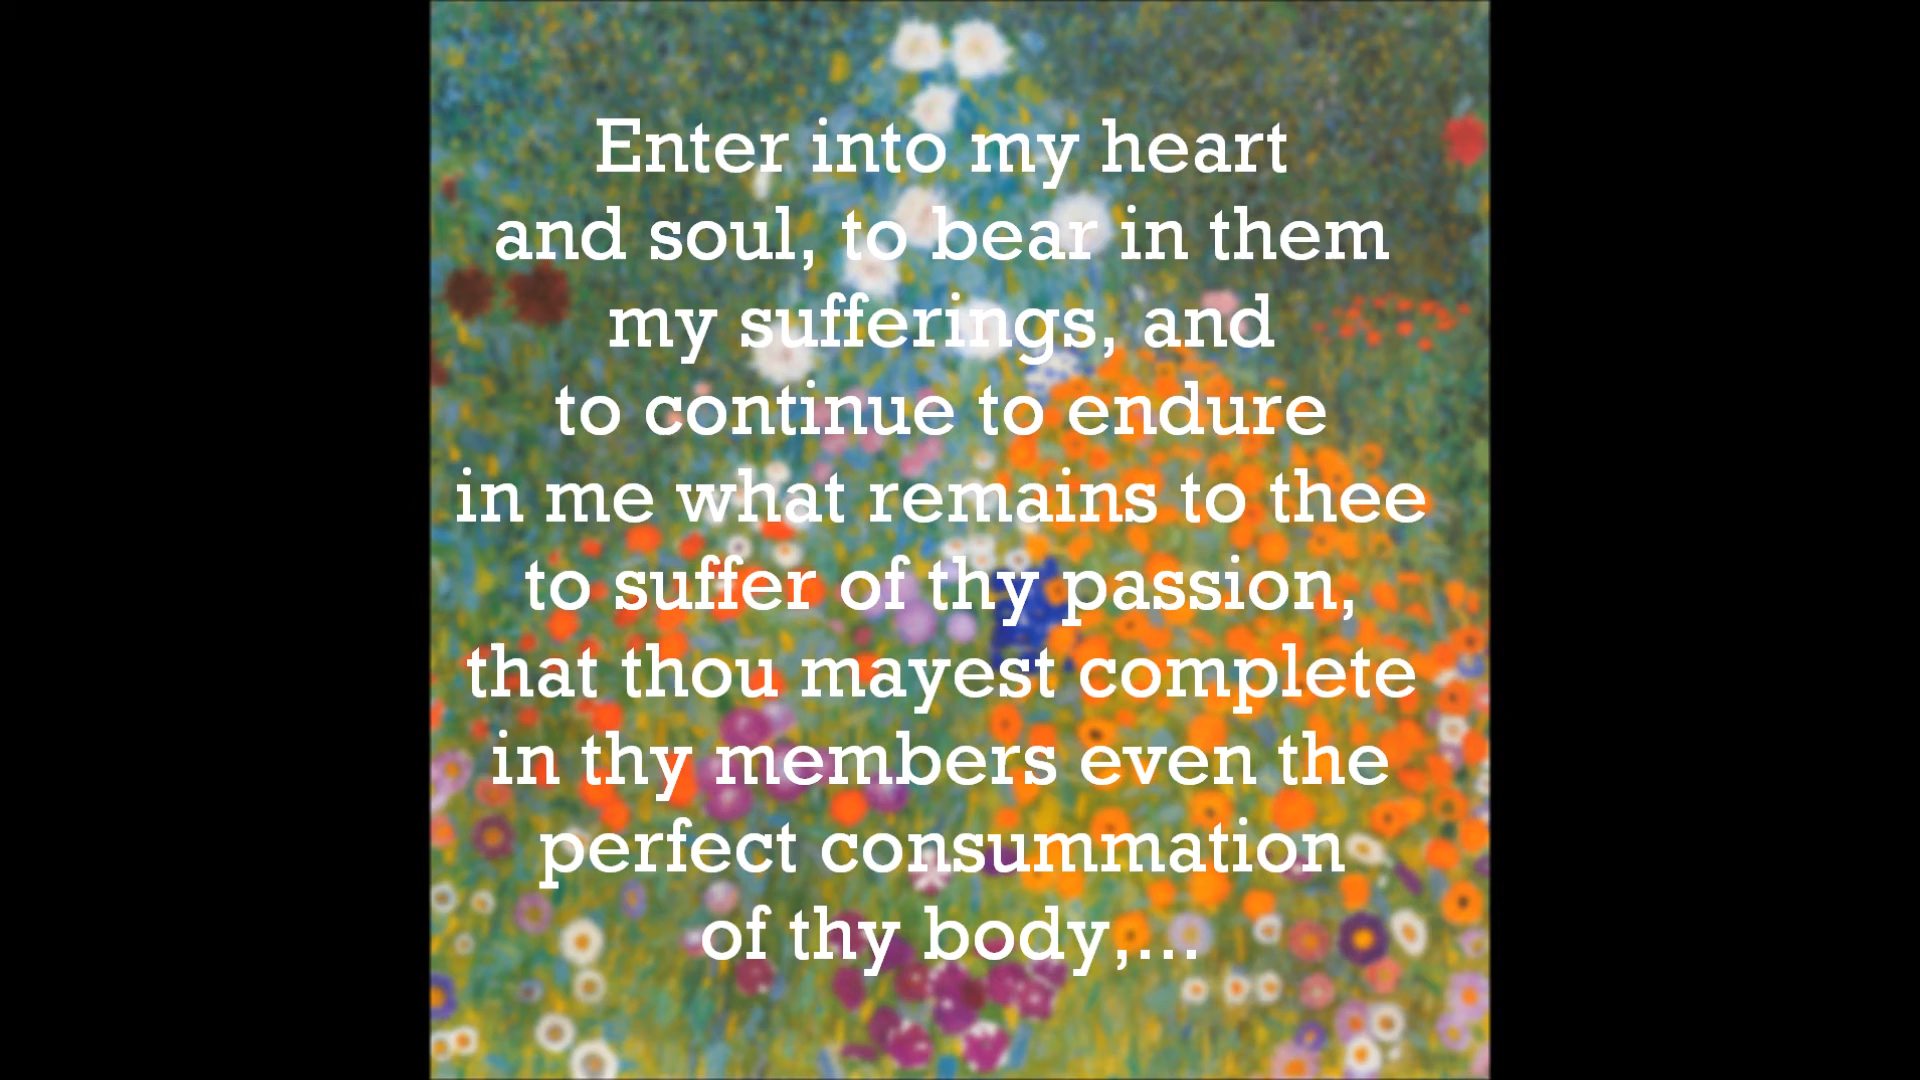 Enter into my heart
and soul, to bear in them
my sufferings, and
to continue to endure
in me what remains to thee
to suffer of thy passion,
that thou mayest complete
in thy members even the
perfect consummation
of thy body,...